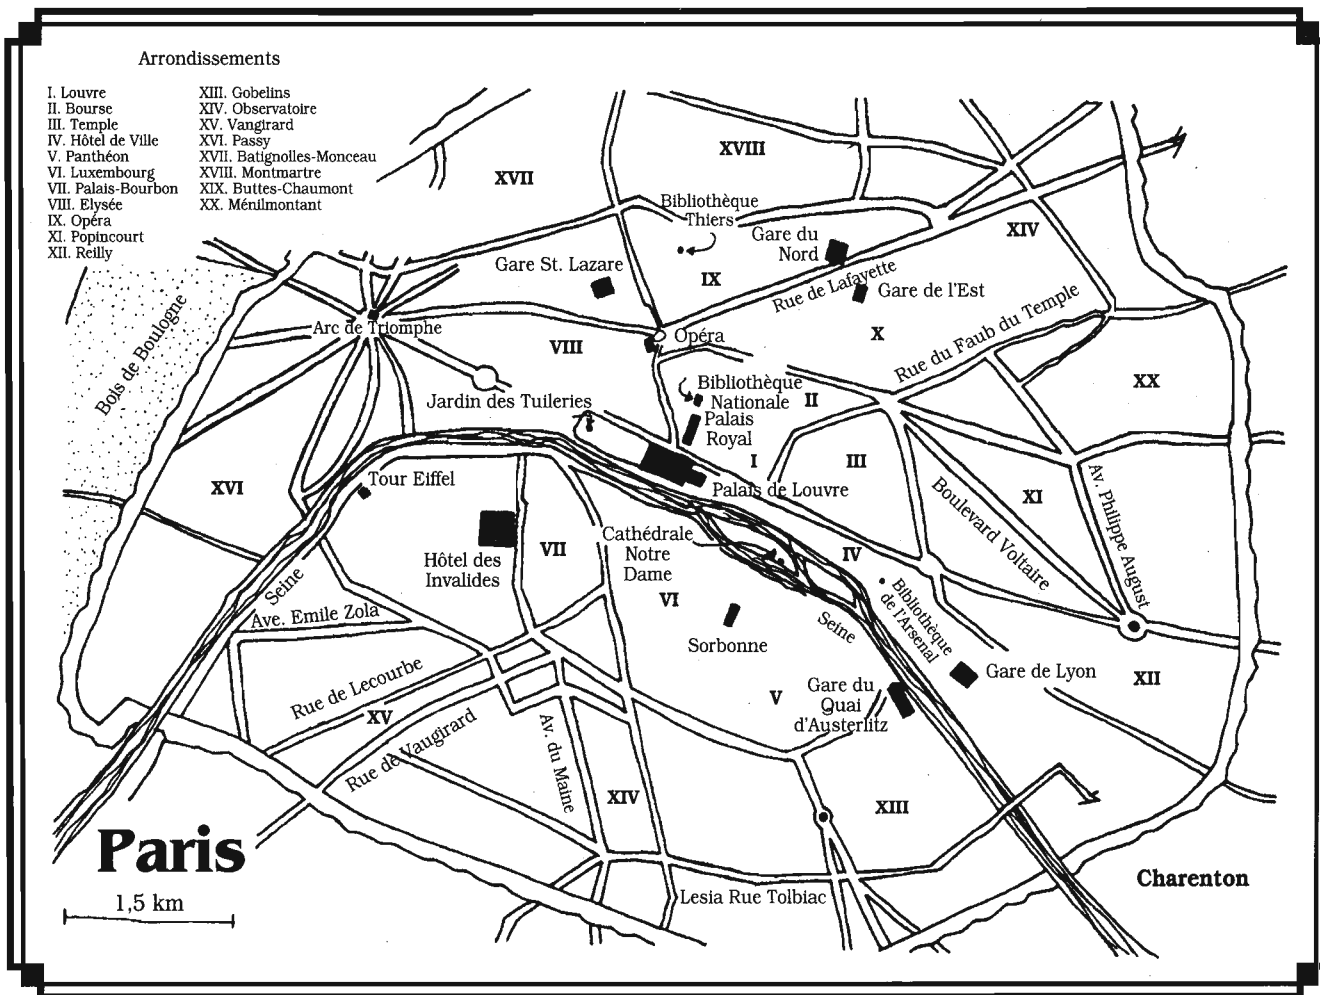 Arrondissements
I. Louvre
II. Bourse
III. Temple
IV. Hôtel de Ville
V. Panthéon
VI. Luxembourg
VII. Palais-Bourbon
VIII. Elysée
IX. Opéra
XI. Popincourt
XII. Reilly
XIII. Gobelins
XIV. Observatoire
XV. Vangirard
XVI. Passy
XVII. Batignolles-Monceau
XVIII. Montmartre
XIX. Buttes-Chaumont
XX. Ménilmontant
XVIII
XVII
Bibliothèque
Thiers
XIV
Gare du
Nord
Gare St. Lazare
IX
Rue de Lafayette
Gare de l'Est
Bois de Boulogne
Arc de Triomphe
Opéra
VIII
X
Rue du Faub du Temple
XX
Jardin des Tuileries
Bibliothèque
Nationale
II
Palais
Royal
I
III
XVI
Tour Eiffel
Palais de Louvre
XI
Av. Philippe August
Boulevard Voltaire
Cathédrale
Notre
Dame
VII
IV
Hôtel des
Invalides
VI
Seine
Seine
Bibliothèque
de l'Arsenal
Ave. Emile Zola
Sorbonne
Gare de Lyon
XII
Rue de Lecourbe
XV
V
Gare du
Quai
d'Austerlitz
Rue de Vaugirard
Av. du Maine
XIV
XIII
Paris
1,5 km
Lesia Rue Tolbiac
Charenton